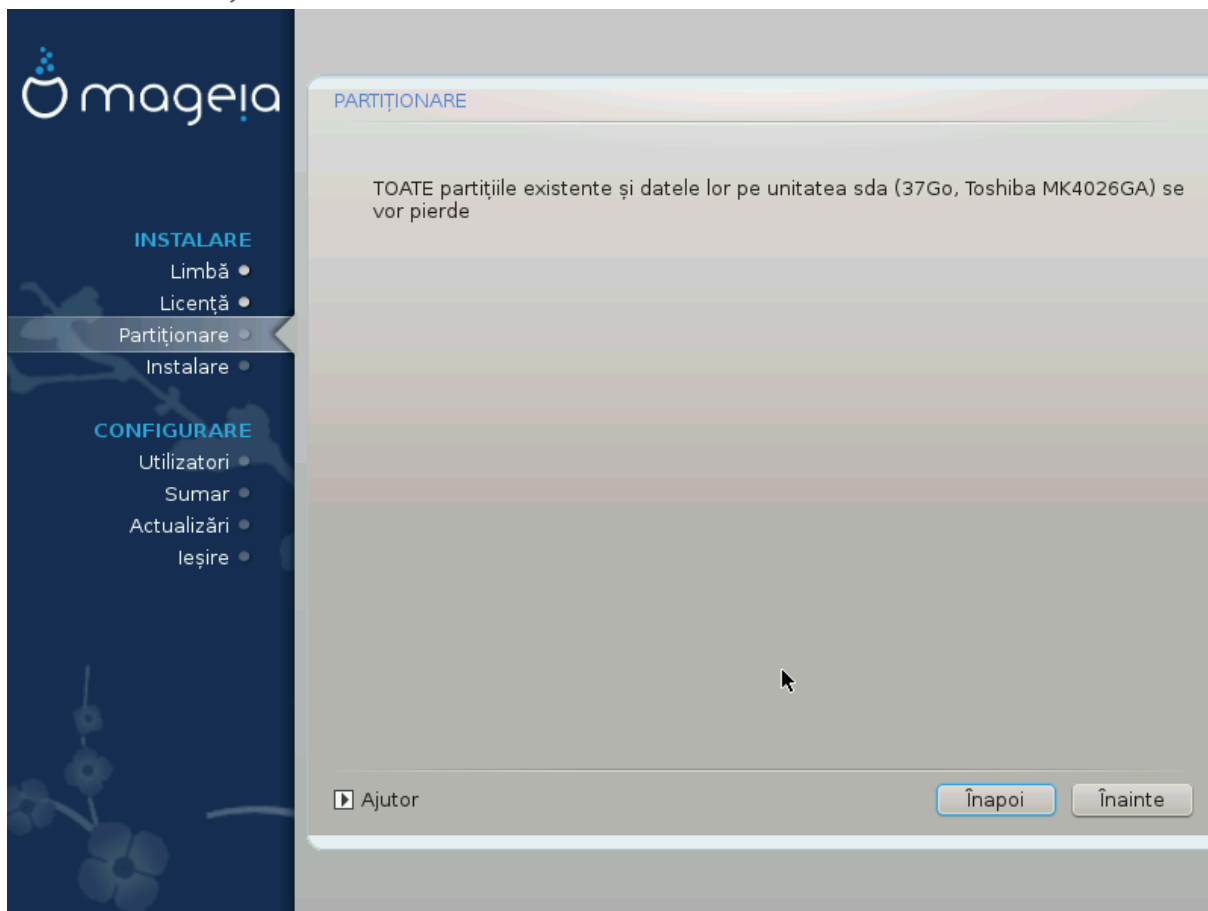 mageia
PARTIȚIONARE
TOATE partițiile existente și datele lor pe unitatea sda (37Go, Toshiba MK4026GA) se
vor pierde
INSTALARE
Limbă
Licență
Partiționare
Instalare
CONFIGURARE
Utilizatori
Sumar
Actualizări
Ieșire
Ajutor
Înapoi
Înainte